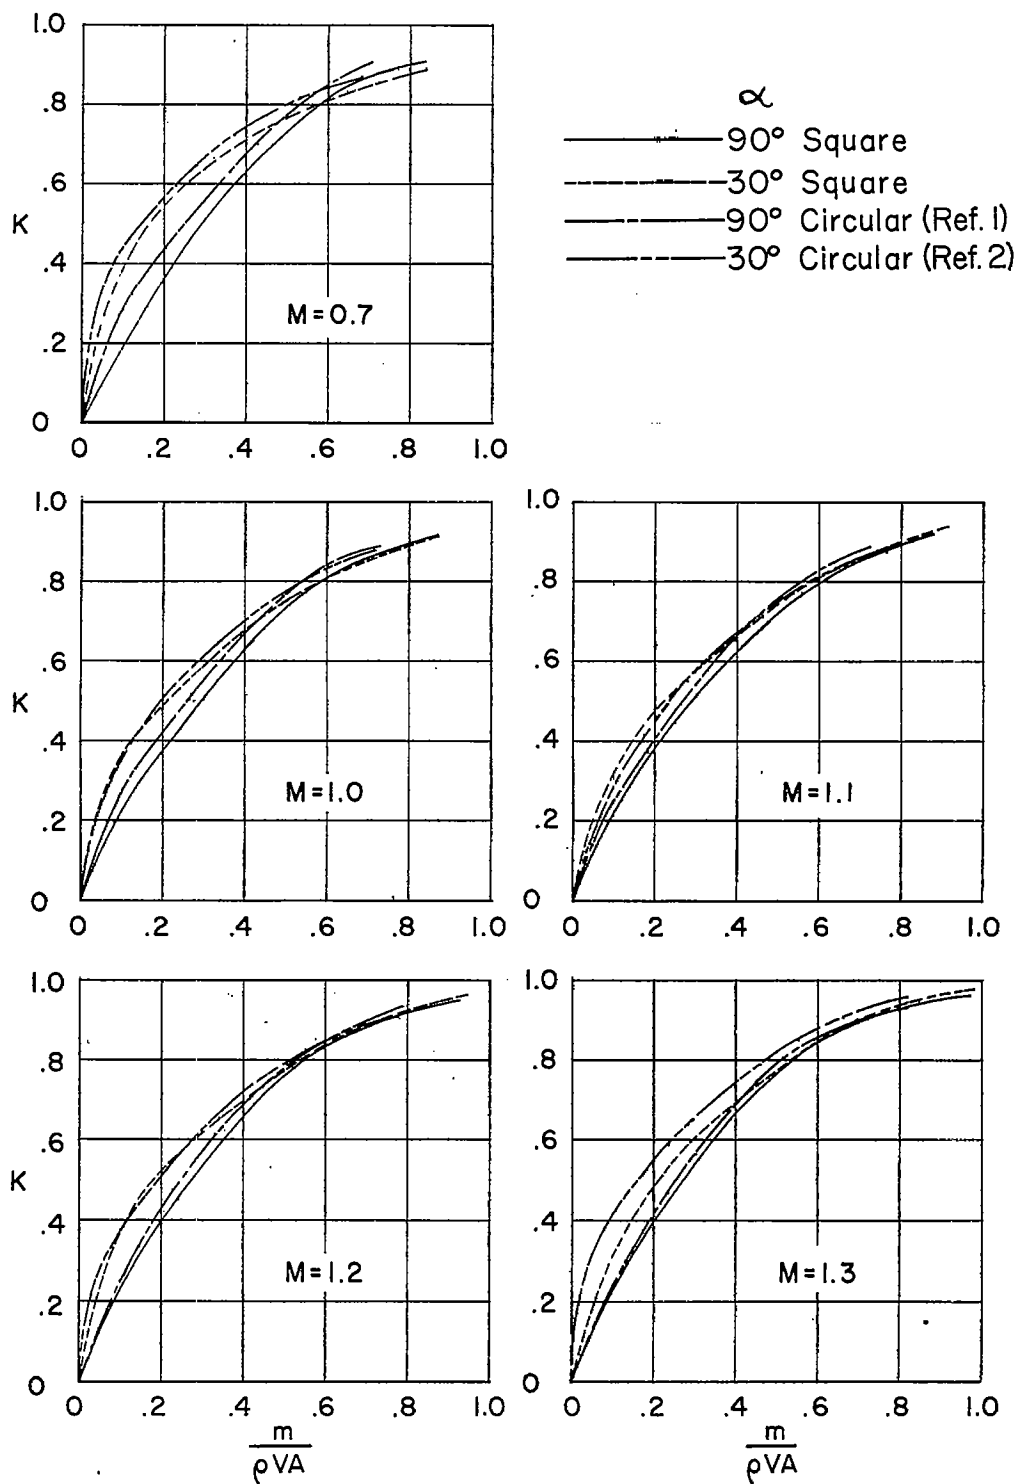 α
90° Square
30° Square
90° Circular (Ref. 1)
30° Circular (Ref. 2)
1.0
.8
.6
K
.4
.2
0
M=0.7
0 .2 .4 .6 .8 1.0
1.0
.8
.6
K
.4
.2
0
M=1.0
0 .2 .4 .6 .8 1.0
1.0
.8
.6
.4
.2
0
M=1.1
0 .2 .4 .6 .8 1.0
1.0
.8
.6
K
.4
.2
0
M=1.2
0 .2 .4 .6 .8 1.0
m
ρVA
1.0
.8
.6
.4
.2
0
M=1.3
0 .2 .4 .6 .8 1.0
m
ρVA